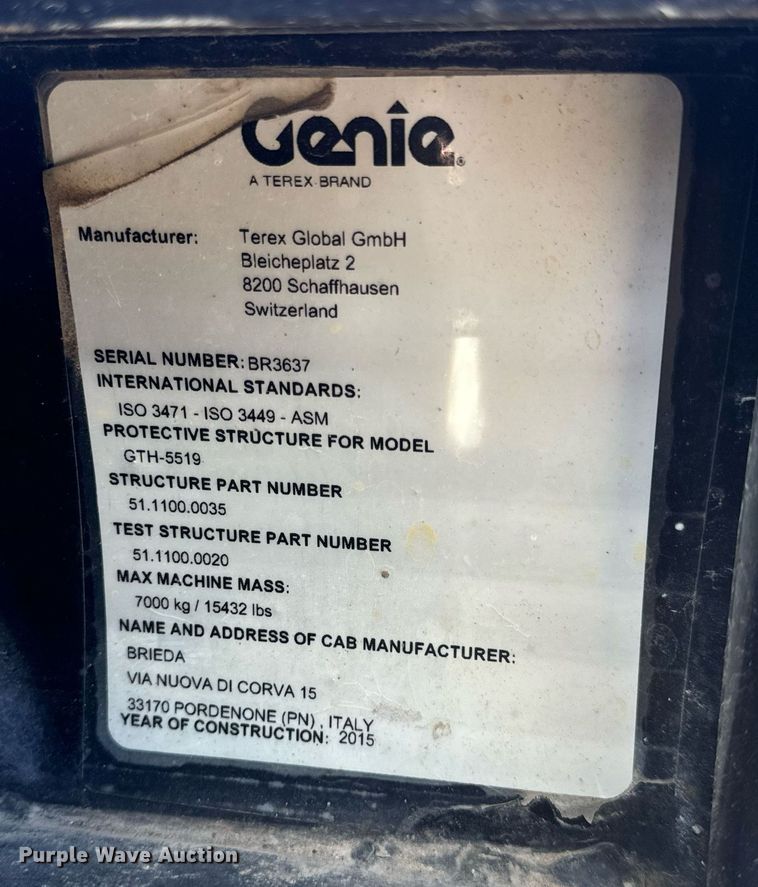 Genie®
A TEREX BRAND
Manufacturer: Terex Global GmbH
Bleicheplatz 2
8200 Schaffhausen
Switzerland
SERIAL NUMBER: BR3637
INTERNATIONAL STANDARDS:
ISO 3471 - ISO 3449 - ASM
PROTECTIVE STRUCTURE FOR MODEL
GTH-5519
STRUCTURE PART NUMBER
51.1100.0035
TEST STRUCTURE PART NUMBER
51.1100.0020
MAX MACHINE MASS:
7000 kg / 15432 lbs
NAME AND ADDRESS OF CAB MANUFACTURER:
BRIEDA
VIA NUOVA DI CORVA 15
33170 PORDENONE (PN) , ITALY
YEAR OF CONSTRUCTION: 2015
Purple Wave Auction